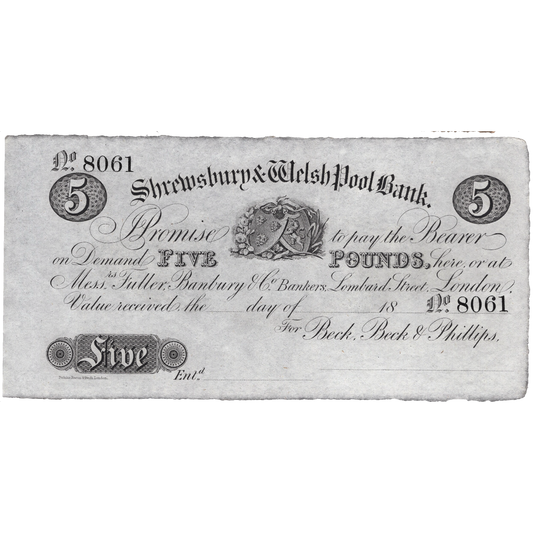 No. 8061
Shrewsbury & Welsh Pool Bank.
5 5
I Promise to pay the Bearer
on Demand FIVE POUNDS, here, or at
Mess.rs Fuller, Banbury & Co. Bankers, Lombard Street, London,
Value received, the day of 18 No. 8061
For Beck, Beck & Phillips.
Five
Ent.d